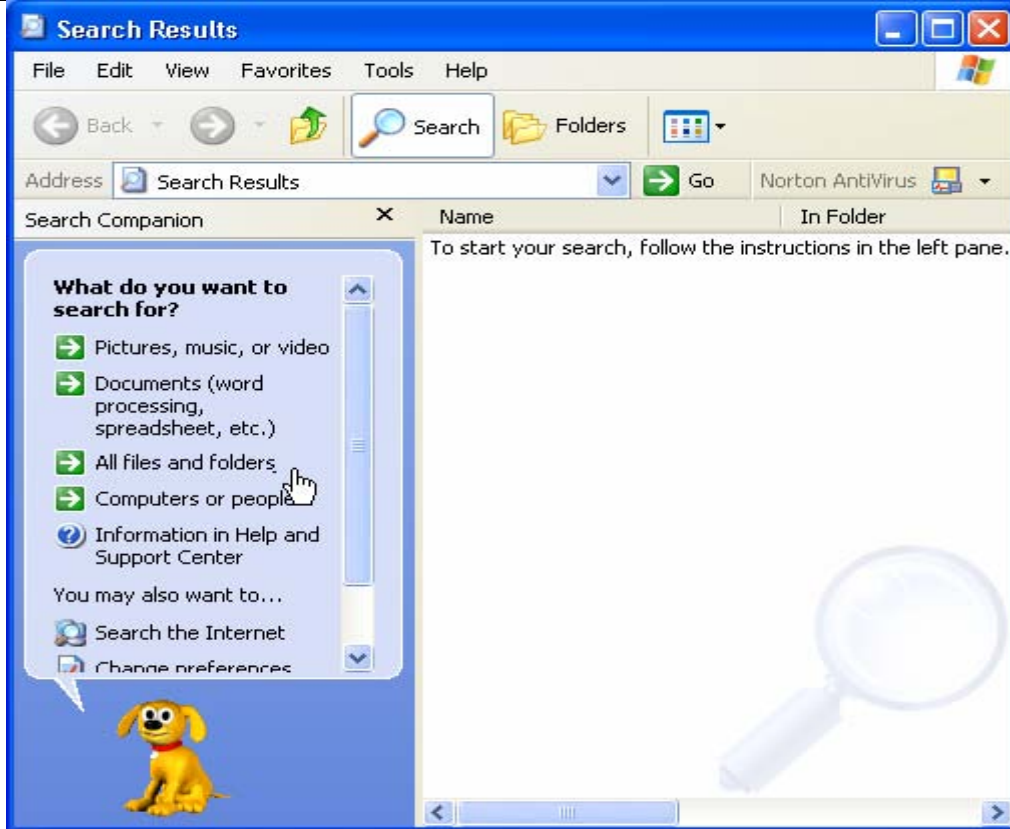 Search Results
File Edit View Favorites Tools Help
Back Search Folders
Address Search Results Go Norton AntiVirus
Search Companion Name In Folder
To start your search, follow the instructions in the left pane.
What do you want to
search for?
Pictures, music, or video
Documents (word
processing,
spreadsheet, etc.)
All files and folders
Computers or people
Information in Help and
Support Center
You may also want to...
Search the Internet
Change preferences